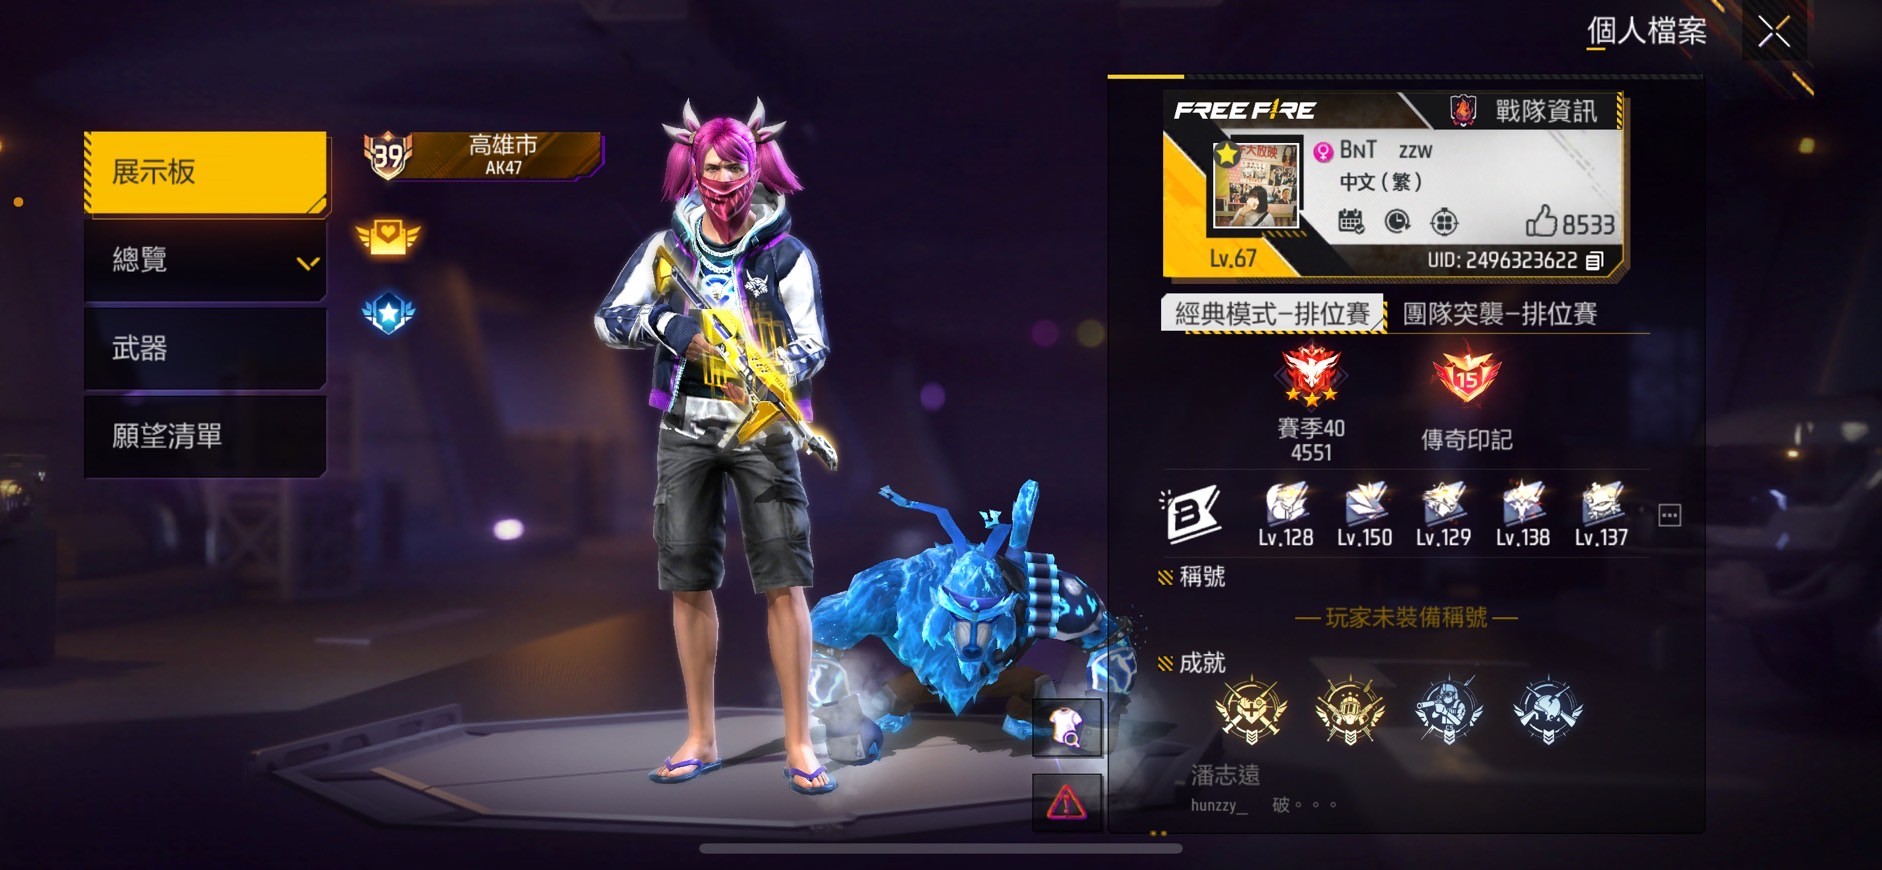 個人檔案
展示板
總覽
武器
願望清單
39
高雄市
AK47
FREE FIRE
戰隊資訊
BNT zzw
中文(繁)
8533
Lv.67
UID: 2496323622
經典模式-排位賽
團隊突襲-排位賽
賽季40
4551
15
傳奇印記
B
Lv.128
Lv.150
Lv.129
Lv.138
Lv.137
稱號
玩家未裝備稱號
成就
潘志遠
hunzzy_ 破。。。